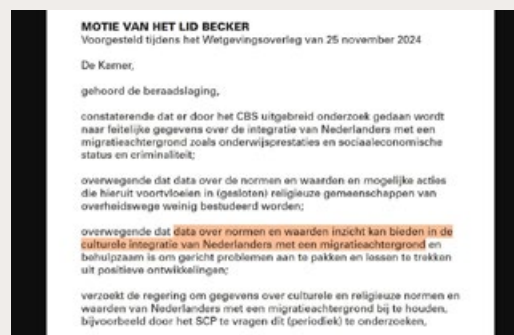 MOTIE VAN HET LID BECKER
Voorgesteld tijdens het Wetgevingsoverleg van 25 november 2024
De Kamer,
gehoord de beraadslaging,
constaterende dat er door het CBS uitgebreid onderzoek gedaan wordt
naar feitelijke gegevens over de integratie van Nederlanders met een
migratieachtergrond zoals onderwijsprestaties en sociaaleconomische
status en criminaliteit;
overwegende dat data over de normen en waarden en mogelijke acties
die hieruit voortvloeien in (gesloten) religieuze gemeenschappen van
overheidswege weinig bestudeerd worden;
overwegende dat data over normen en waarden inzicht kan bieden in de
culturele integratie van Nederlanders met een migratieachtergrond en
behulpzaam is om gericht problemen aan te pakken en lessen te trekken
uit positieve ontwikkelingen;
verzoekt de regering om gegevens over culturele en religieuze normen en
waarden van Nederlanders met een migratieachtergrond bij te houden,
bijvoorbeeld door het SCP te vragen dit (periodiek) te onderzoeken,